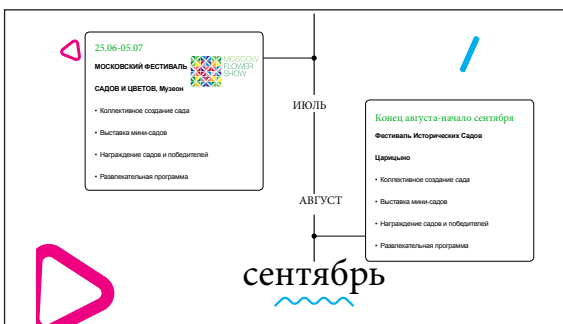 25.06-05.07
МОСКОВСКИЙ ФЕСТИВАЛЬ
САДОВ И ЦВЕТОВ, Музеон
• Коллективное создание сада
• Выставка мини-садов
• Награждение садов и победителей
• Развлекательная программа
MOSCOW
FLOWER
SHOW
ИЮЛЬ
Конец августа-начало сентября
Фестиваль Исторических Садов
Царицыно
• Коллективное создание сада
• Выставка мини-садов
• Награждение садов и победителей
• Развлекательная программа
АВГУСТ
сентябрь